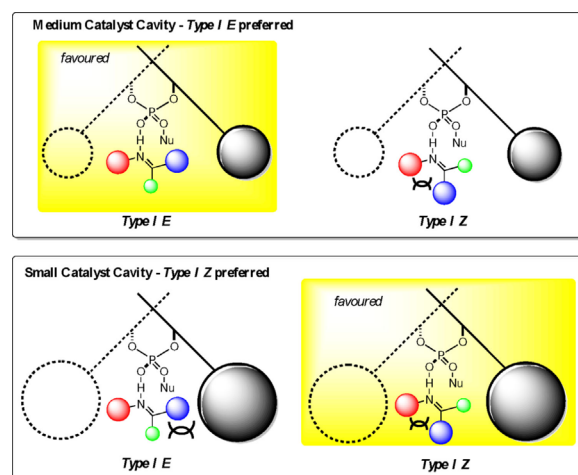 Medium Catalyst Cavity - Type I E preferred
favoured
O O
P
O O
H Nu
N
Type I E
O O
P
O O
H Nu
N
Type I Z
Small Catalyst Cavity - Type I Z preferred
O O
P
O O
H Nu
N
Type I E
favoured
O O
P
O O
H Nu
N
Type I Z